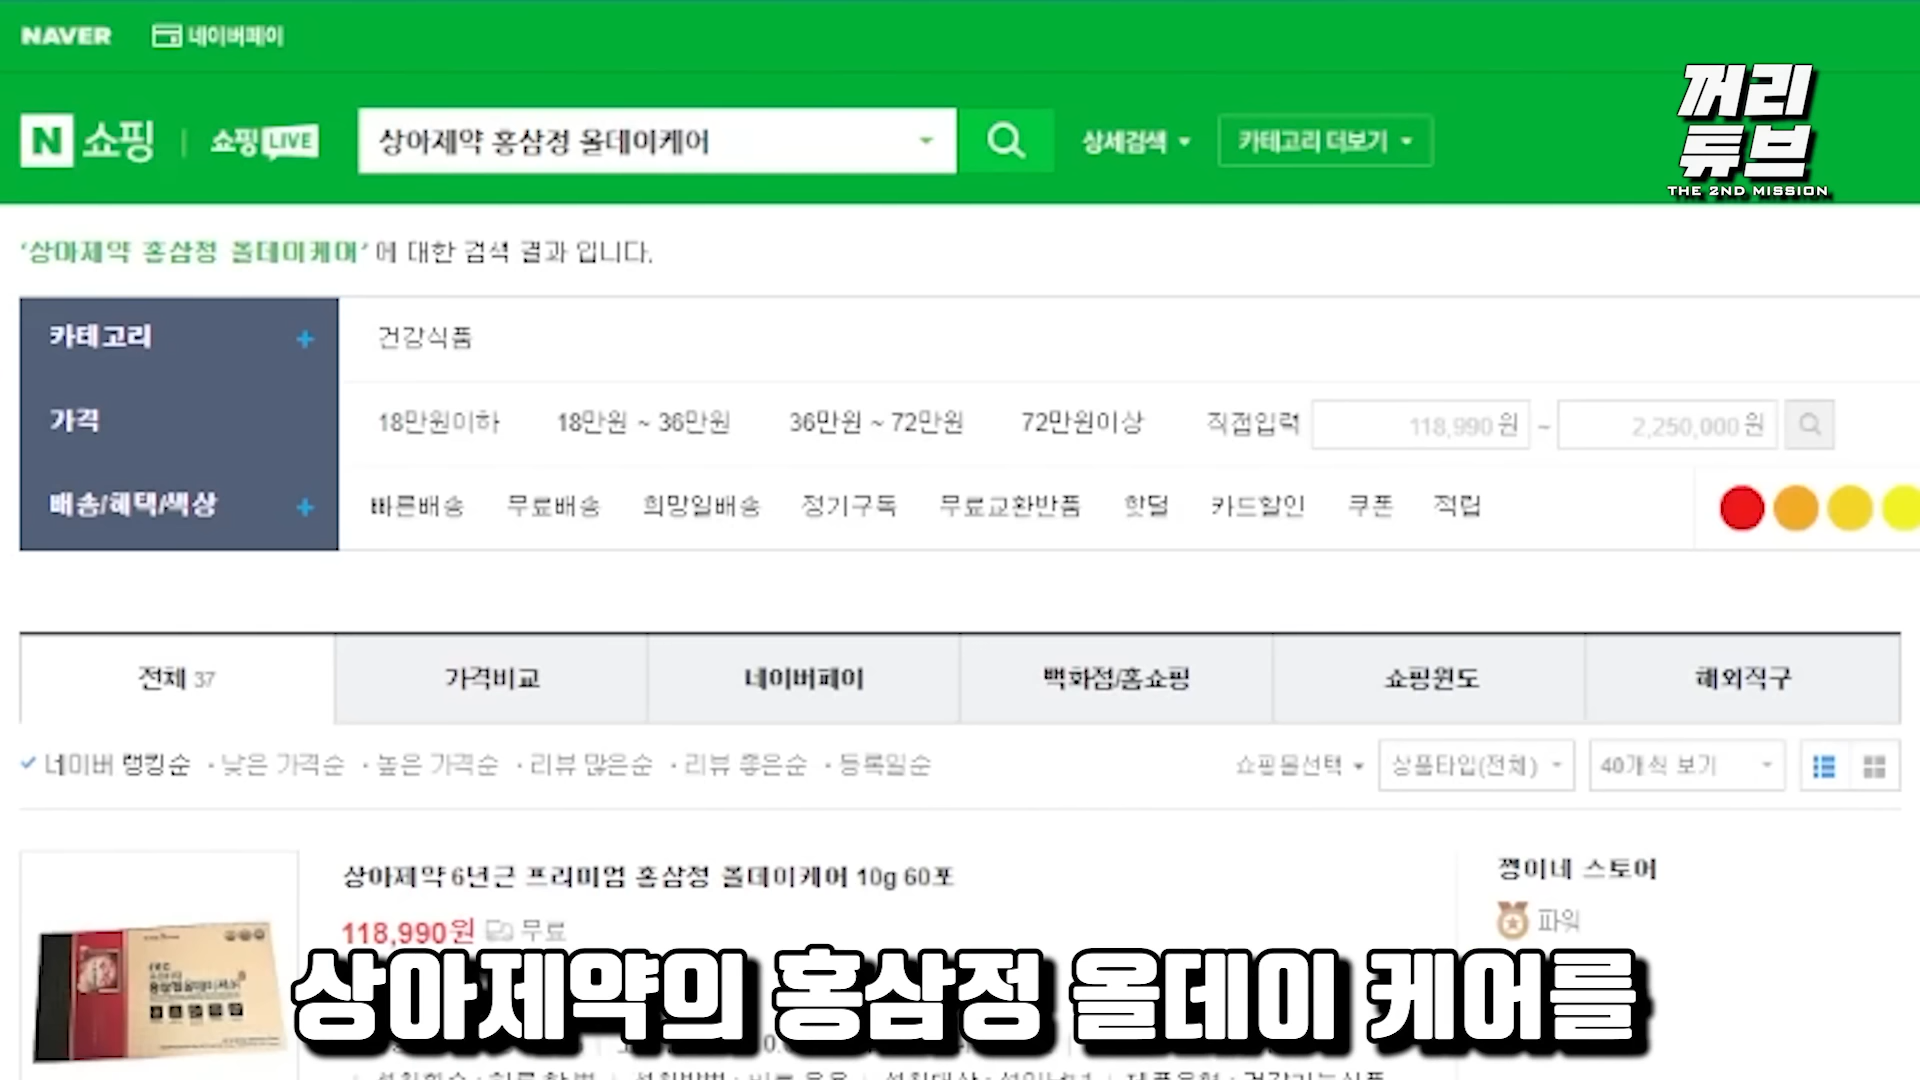 NAVER 네이버페이
N 쇼핑 쇼핑 LIVE 상아제약 홍삼정 올데이케어 상세검색 카테고리 더보기
꺼리
튜브
THE 2ND MISSION
'상아제약 홍삼정 올데이케어' 에 대한 검색 결과 입니다.
카테고리 + 건강식품
가격 18만원이하 18만원 ~ 36만원 36만원 ~ 72만원 72만원이상 직접입력 118,990 원 ~ 2,250,000 원
배송/혜택/색상 + 빠른배송 무료배송 희망일배송 정기구독 무료교환반품 핫딜 카드할인 쿠폰 적립
전체 37 가격비교 네이버페이 백화점/홈쇼핑 쇼핑윈도 해외직구
네이버 랭킹순 · 낮은 가격순 · 높은 가격순 · 리뷰 많은순 · 리뷰 좋은순 · 등록일순 쇼핑몰선택 상품타입(전체) 40개씩 보기
상아제약 6년근 프리미엄 홍삼정 올데이케어 10g 60포
쩡이네 스토어
118,990원 무료
파워
상아제약의 홍삼정 올데이 케어를